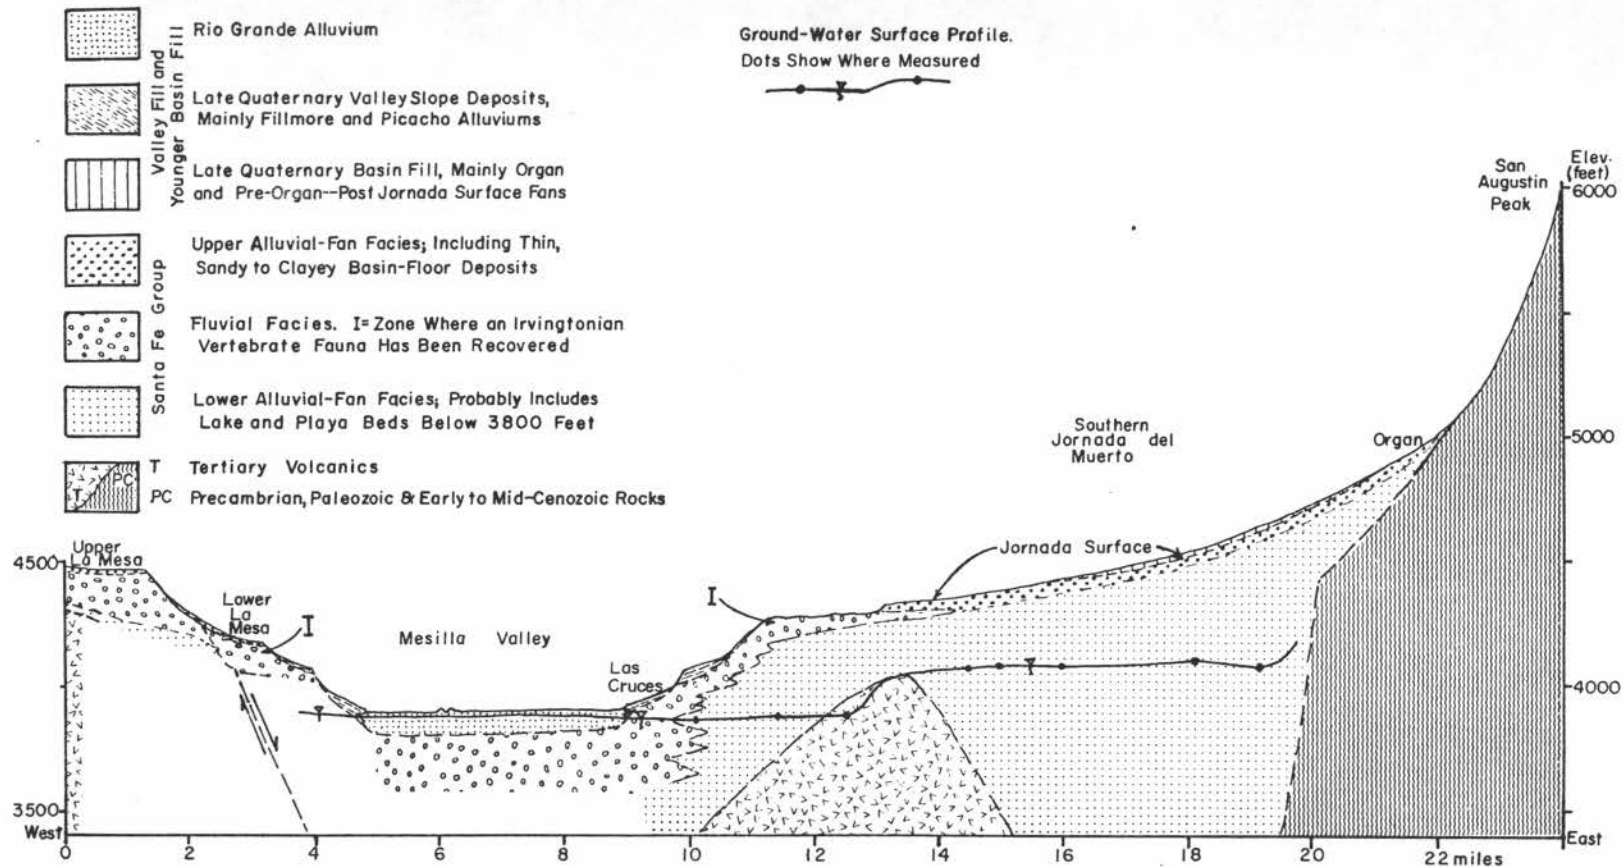 Valley Fill and
Younger Basin Fill
Santa Fe Group
Rio Grande Alluvium
Late Quaternary Valley Slope Deposits,
Mainly Fillmore and Picacho Alluviums
Late Quaternary Basin Fill, Mainly Organ
and Pre-Organ--Post Jornada Surface Fans
Upper Alluvial-Fan Facies; Including Thin,
Sandy to Clayey Basin-Floor Deposits
Fluvial Facies. I= Zone Where an Irvingtonian
Vertebrate Fauna Has Been Recovered
Lower Alluvial-Fan Facies; Probably Includes
Lake and Playa Beds Below 3800 Feet
T
PC
T Tertiary Volcanics
PC Precambrian, Paleozoic & Early to Mid-Cenozoic Rocks
Ground-Water Surface Profile.
Dots Show Where Measured
San
Augustin
Peak
Elev.
(feet)
6000
5000
4000
Southern
Jornada del
Muerto
Organ
Jornada Surface
4500
Upper
La Mesa
Lower
La
Mesa
I
Mesilla Valley
I
Las
Cruces
3500
West
East
0 2 4 6 8 10 12 14 16 18 20 22 miles